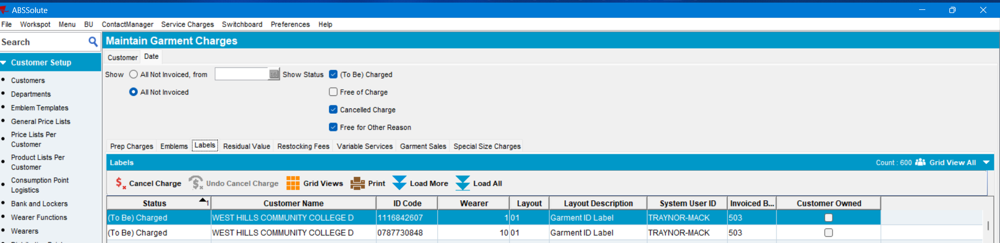 ABSSolute
File Workspot Menu BU ContactManager Service Charges Switchboard Preferences Help
Search
Maintain Garment Charges
Customer Date
Customer Setup
Show All Not Invoiced, from 16 Show Status (To Be) Charged
All Not Invoiced Free of Charge
Cancelled Charge
Free for Other Reason
Customers
Departments
Emblem Templates
General Price Lists
Price Lists Per
Customer
Product Lists Per
Customer
Consumption Point
Logistics
Bank and Lockers
Wearer Functions
Wearers
Prep Charges Emblems Labels Residual Value Restocking Fees Variable Services Garment Sales Special Size Charges
Labels Count : 600 Grid View All
Cancel Charge Undo Cancel Charge Grid Views Print Load More Load All
Status 1 Customer Name ID Code Wearer Layout Layout Description System User ID Invoiced B... Customer Owned
(To Be) Charged WEST HILLS COMMUNITY COLLEGE D 1116842607 1 01 Garment ID Label TRAYNOR-MACK 503
(To Be) Charged WEST HILLS COMMUNITY COLLEGE D 0787730848 10 01 Garment ID Label TRAYNOR-MACK 503